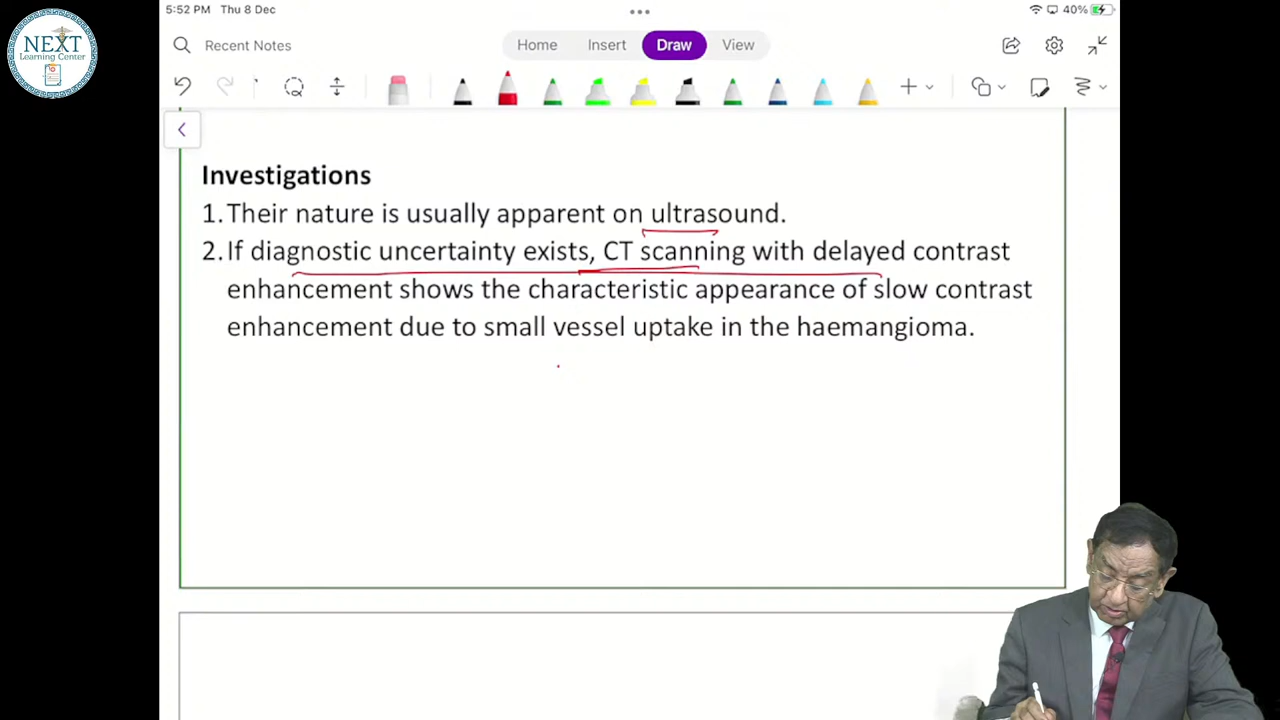 5:52 PM Thu 8 Dec
40%
NEXT
Learning Center
Recent Notes
Home Insert Draw View
Investigations
1. Their nature is usually apparent on ultrasound.
2. If diagnostic uncertainty exists, CT scanning with delayed contrast
enhancement shows the characteristic appearance of slow contrast
enhancement due to small vessel uptake in the haemangioma.